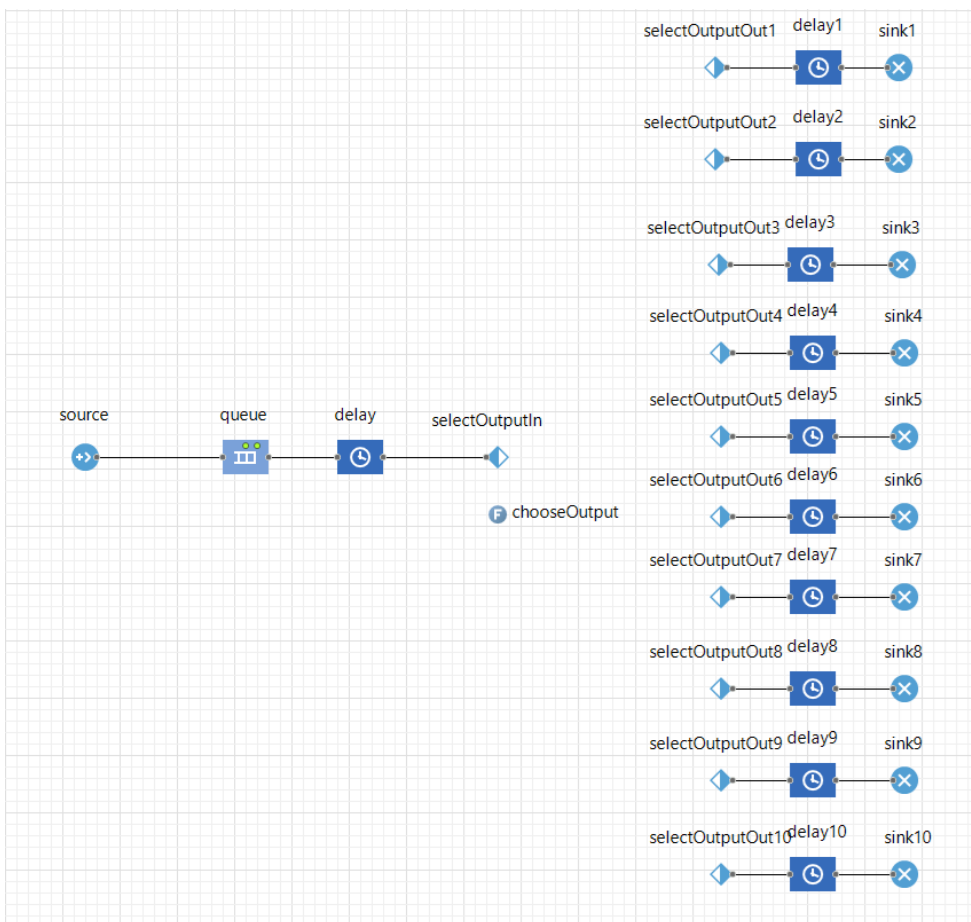 selectOutputOut1 delay1 sink1
selectOutputOut2 delay2 sink2
selectOutputOut3 delay3 sink3
selectOutputOut4 delay4 sink4
source queue delay selectOutputIn selectOutputOut5 delay5 sink5
selectOutputOut6 delay6 sink6
F chooseOutput
selectOutputOut7 delay7 sink7
selectOutputOut8 delay8 sink8
selectOutputOut9 delay9 sink9
selectOutputOut10 delay10 sink10